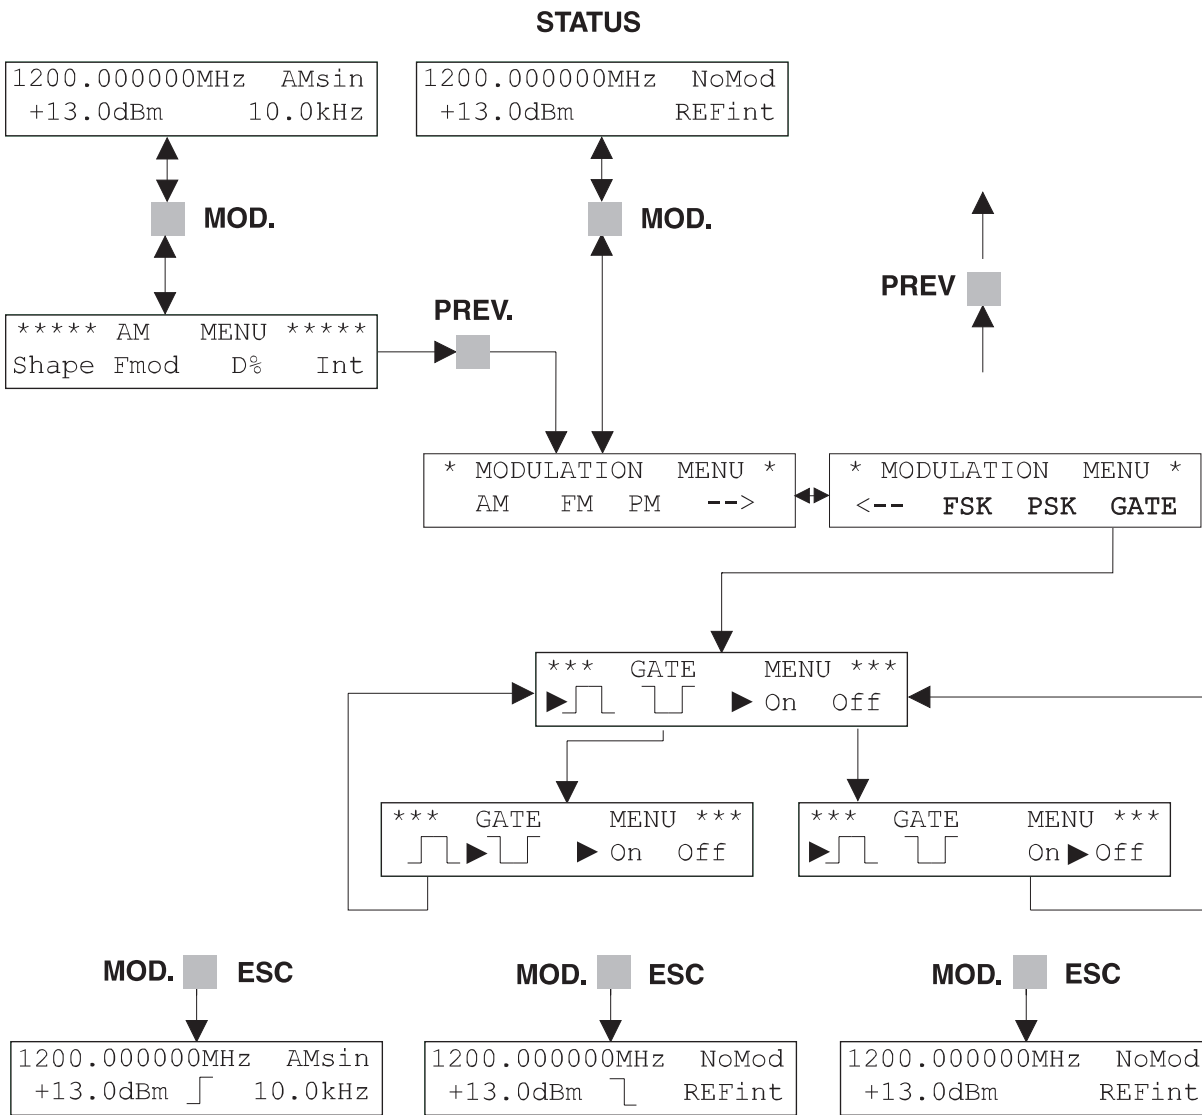 STATUS
1200.000000MHz AMsin
+13.0dBm 10.0kHz
1200.000000MHz NoMod
+13.0dBm REFint
MOD.
MOD.
PREV
PREV.
***** AM MENU *****
Shape Fmod D% Int
* MODULATION MENU *
AM FM PM -->
* MODULATION MENU *
<-- FSK PSK GATE
*** GATE MENU ***
On Off
*** GATE MENU ***
On Off
*** GATE MENU ***
On Off
MOD. ESC
MOD. ESC
MOD. ESC
1200.000000MHz AMsin
+13.0dBm 10.0kHz
1200.000000MHz NoMod
+13.0dBm REFint
1200.000000MHz NoMod
+13.0dBm REFint